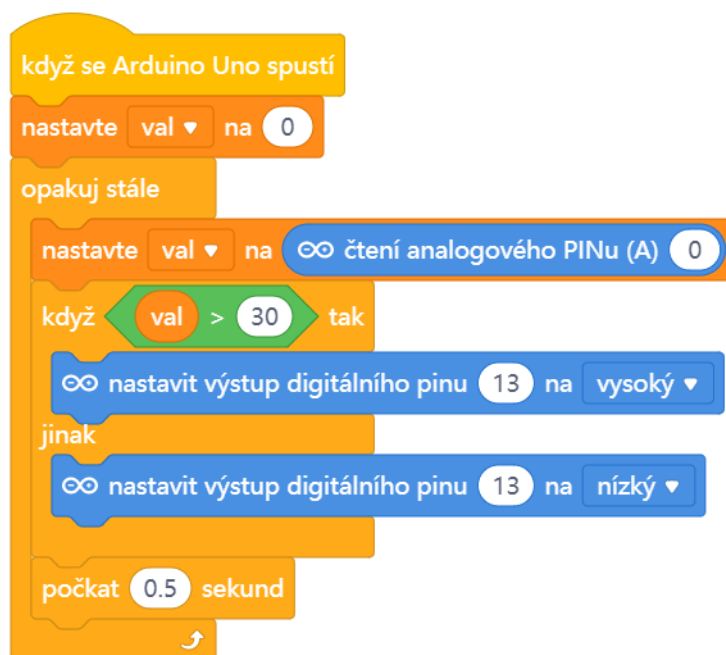 když se Arduino Uno spustí
nastavte val na 0
opakuj stále
nastavte val na čtení analogového PINu (A) 0
když val > 30 tak
nastavit výstup digitálního pinu 13 na vysoký
jinak
nastavit výstup digitálního pinu 13 na nízký
počkat 0.5 sekund